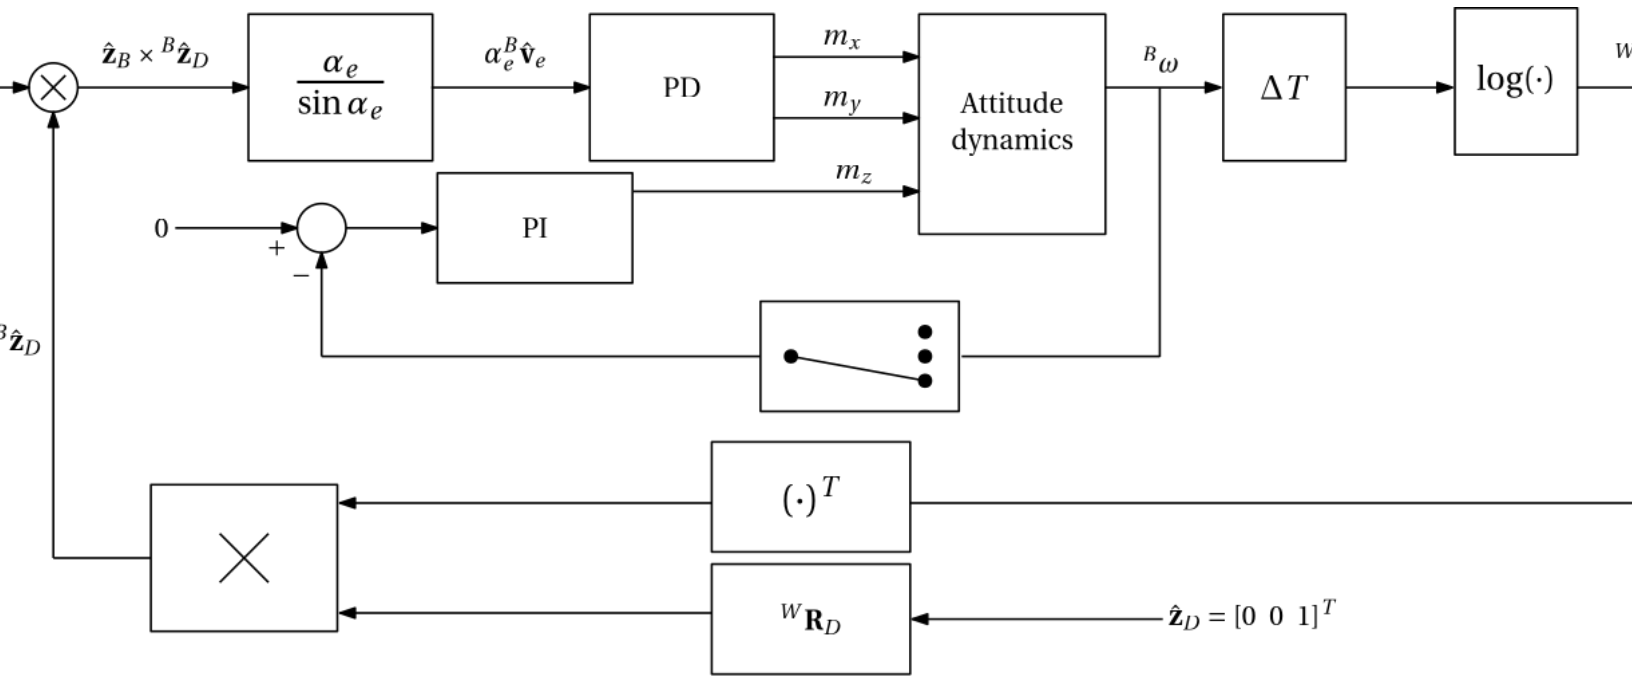 ẑ_B × ^Bẑ_D
α_e
sin α_e
α_e^B v̂_e
PD
m_x
m_y
m_z
Attitude
dynamics
^Bω
ΔT
log(·)
W
0
+
−
PI
^Bẑ_D
(·)^T
^W R_D
ẑ_D = [0 0 1]^T